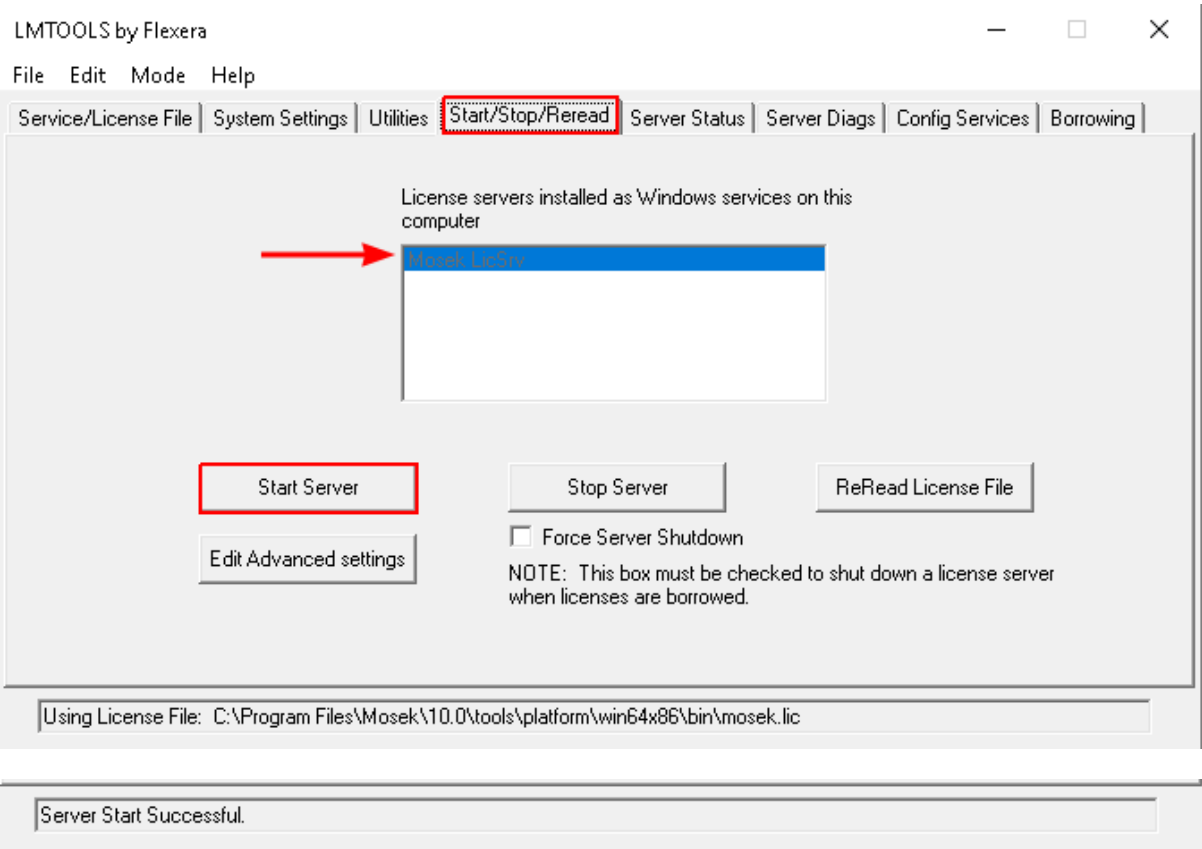 LMTOOLS by Flexera
File Edit Mode Help
Service/License File System Settings Utilities Start/Stop/Reread Server Status Server Diags Config Services Borrowing
License servers installed as Windows services on this
computer
Mosek LicSrv
Start Server Stop Server ReRead License File
Edit Advanced settings
Force Server Shutdown
NOTE: This box must be checked to shut down a license server
when licenses are borrowed.
Using License File: C:\Program Files\Mosek\10.0\tools\platform\win64x86\bin\mosek.lic
Server Start Successful.